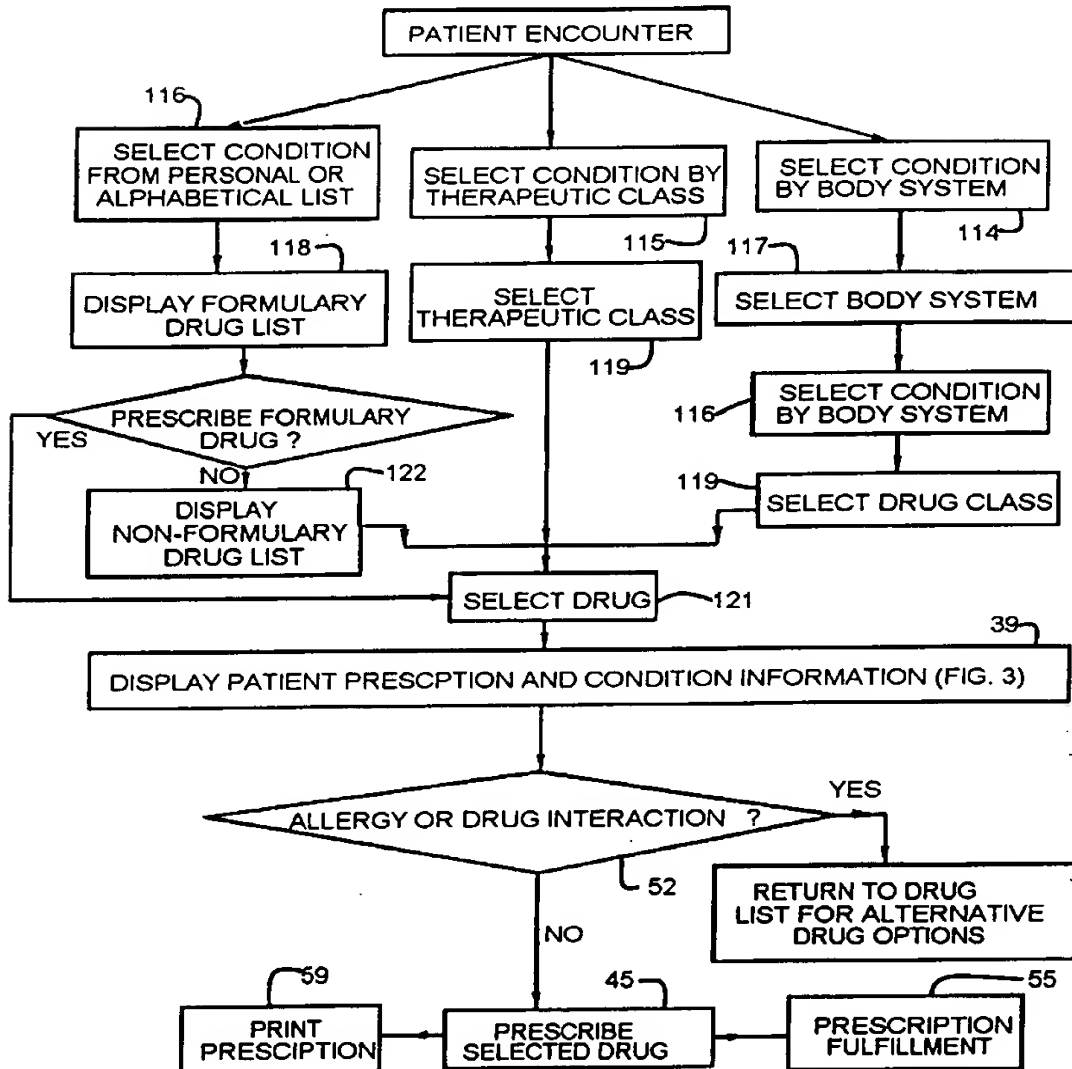 PATIENT ENCOUNTER
116
SELECT CONDITION
FROM PERSONAL OR
ALPHABETICAL LIST
SELECT CONDITION BY
THERAPEUTIC CLASS
115
SELECT CONDITION
BY BODY SYSTEM
114
118
DISPLAY FORMULARY
DRUG LIST
SELECT
THERAPEUTIC CLASS
119
117
SELECT BODY SYSTEM
PRESCRIBE FORMULARY
DRUG ?
YES
NO
116
SELECT CONDITION
BY BODY SYSTEM
122
DISPLAY
NON-FORMULARY
DRUG LIST
119
SELECT DRUG CLASS
SELECT DRUG
121
39
DISPLAY PATIENT PRESCPTION AND CONDITION INFORMATION (FIG. 3)
ALLERGY OR DRUG INTERACTION ?
YES
52
NO
RETURN TO DRUG
LIST FOR ALTERNATIVE
DRUG OPTIONS
59
PRINT
PRESCIPTION
45
PRESCRIBE
SELECTED DRUG
55
PRESCRIPTION
FULFILLMENT